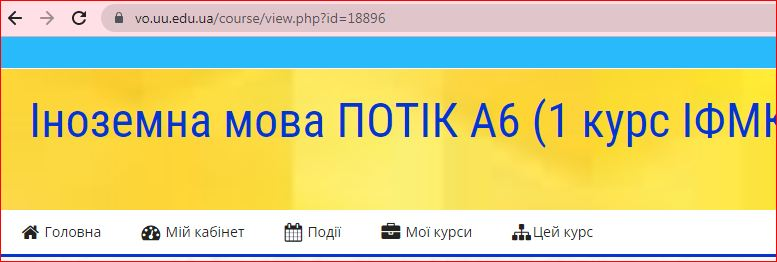 vo.uu.edu.ua/course/view.php?id=18896
Іноземна мова ПОТІК А6 (1 курс ІФМК
Головна Мій кабінет Події Мої курси Цей курс